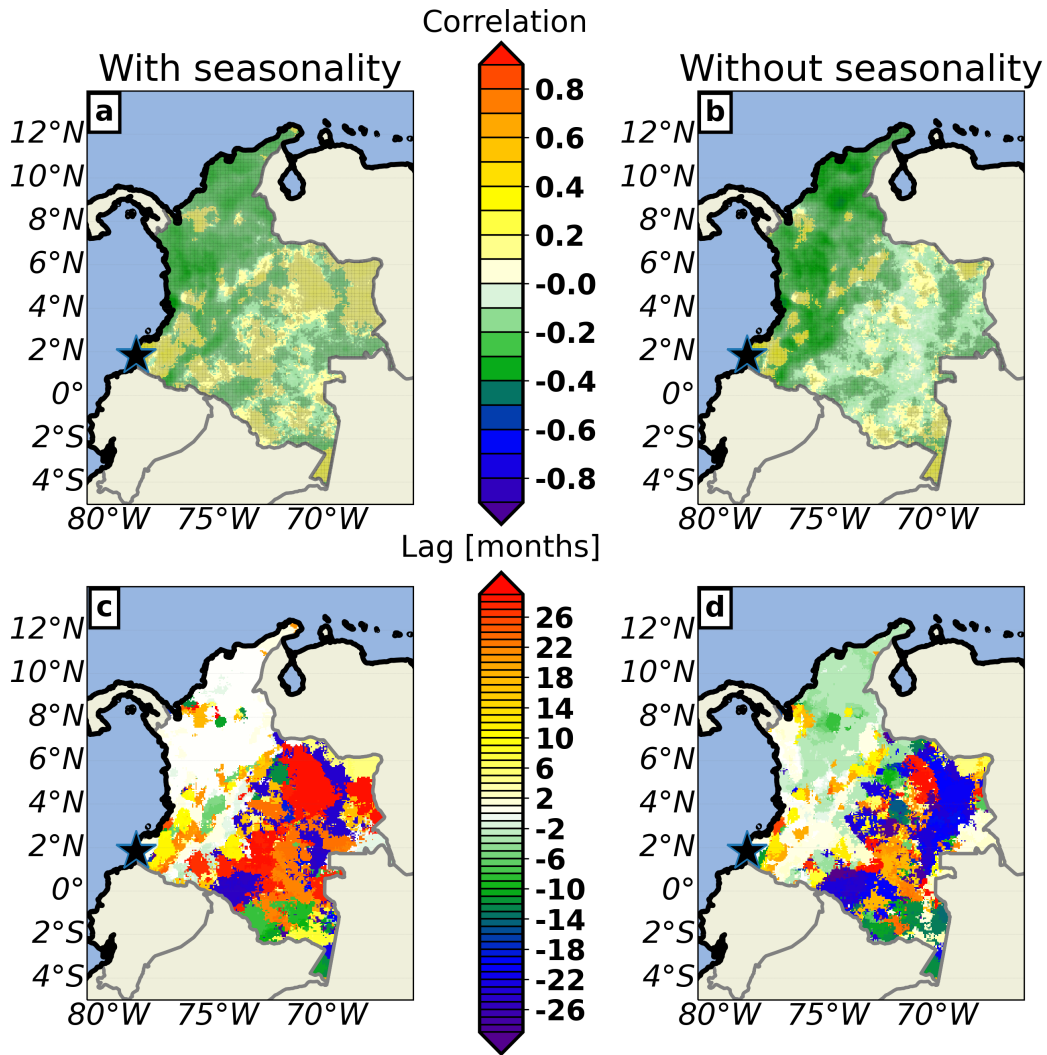 Correlation
With seasonality
Without seasonality
a
b
12°N
10°N
8°N
6°N
4°N
2°N
0°
2°S
4°S
80°W 75°W 70°W
0.8
0.6
0.4
0.2
-0.0
-0.2
-0.4
-0.6
-0.8
12°N
10°N
8°N
6°N
4°N
2°N
0°
2°S
4°S
80°W 75°W 70°W
Lag [months]
c
d
12°N
10°N
8°N
6°N
4°N
2°N
0°
2°S
4°S
80°W 75°W 70°W
26
22
18
14
10
6
2
-2
-6
-10
-14
-18
-22
-26
12°N
10°N
8°N
6°N
4°N
2°N
0°
2°S
4°S
80°W 75°W 70°W